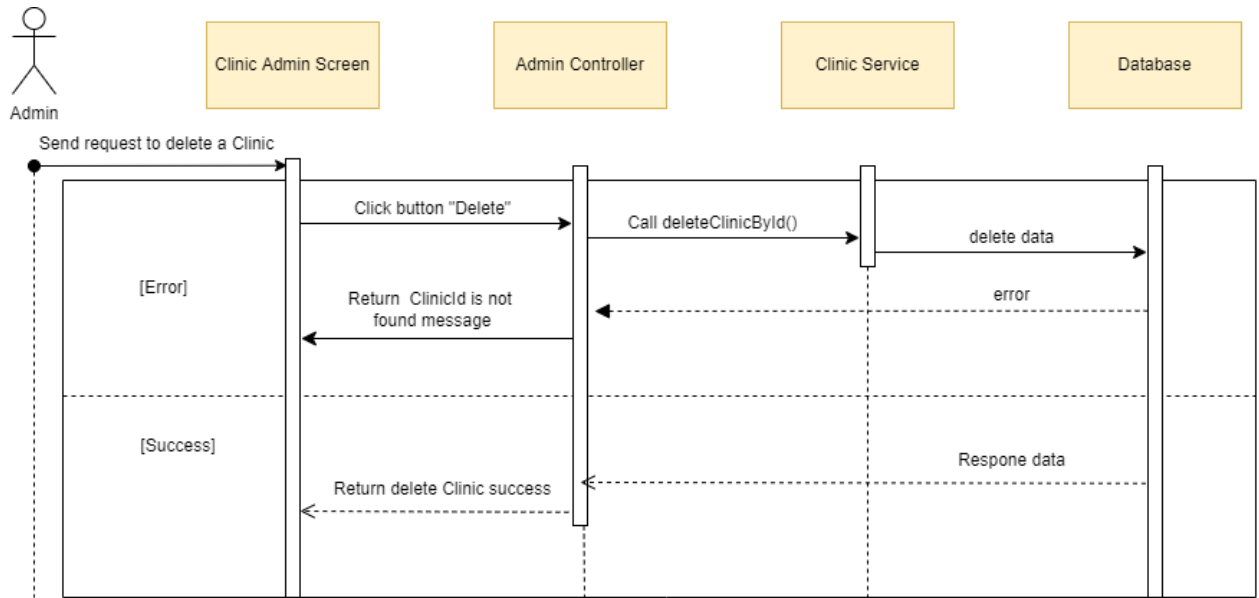 Admin
Clinic Admin Screen
Admin Controller
Clinic Service
Database
Send request to delete a Clinic
Click button "Delete"
Call deleteClinicById()
delete data
[Error]
Return ClinicId is not
found message
error
[Success]
Respone data
Return delete Clinic success